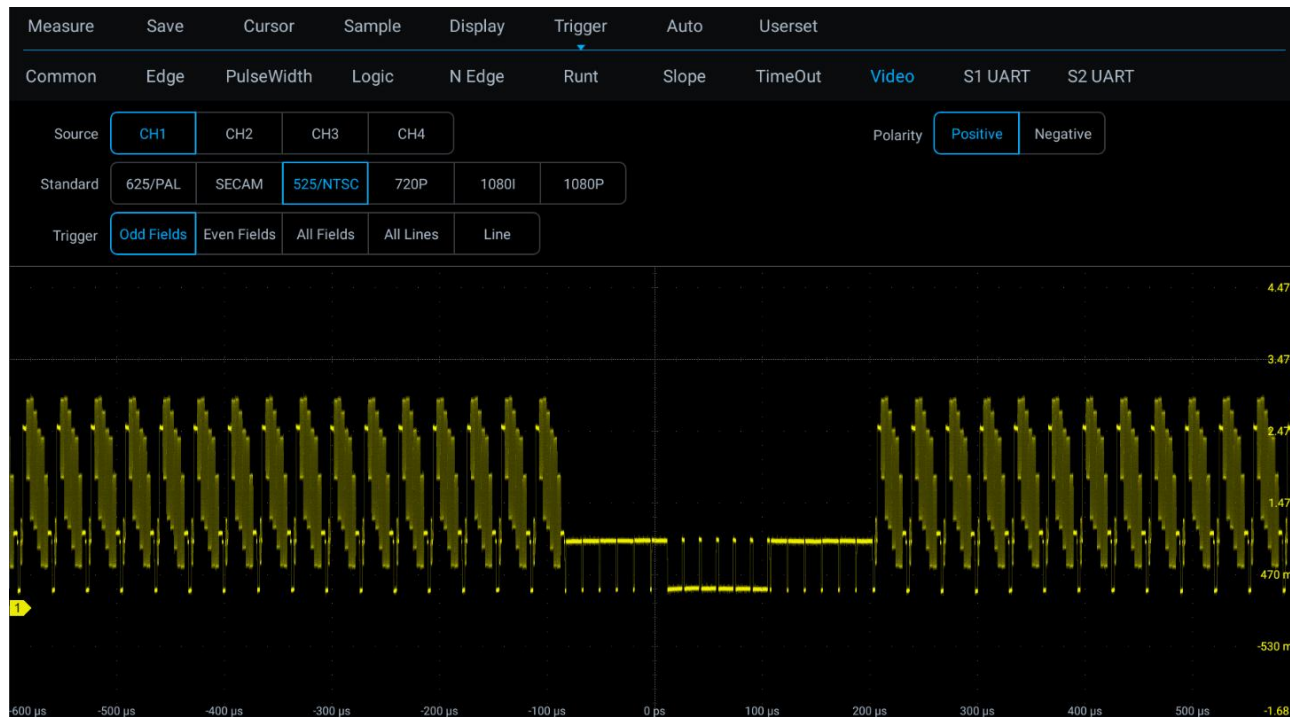 Measure Save Cursor Sample Display Trigger Auto Userset
Common Edge PulseWidth Logic N Edge Runt Slope TimeOut Video S1 UART S2 UART
Source CH1 CH2 CH3 CH4 Polarity Positive Negative
Standard 625/PAL SECAM 525/NTSC 720P 1080I 1080P
Trigger Odd Fields Even Fields All Fields All Lines Line
4.47
3.47
2.47
1.47
470 m
1
-530 m
-600 µs -500 µs -400 µs -300 µs -200 µs -100 µs 0 ps 100 µs 200 µs 300 µs 400 µs 500 µs -1.68